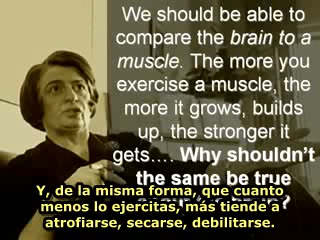 We should be able to
compare the brain to a
muscle. The more you
exercise a muscle, the
more it grows, builds
up, the stronger it
gets.... Why shouldn't
the same be true
Y, de la misma forma, que cuanto
menos lo ejercitas, más tiende a
atrofiarse, secarse, debilitarse.